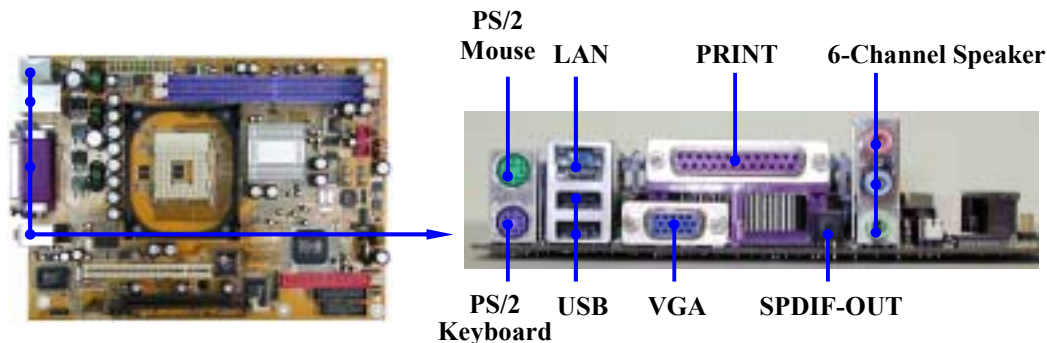 PS/2
Mouse
LAN
PRINT
6-Channel Speaker
PS/2
Keyboard
USB
VGA
SPDIF-OUT